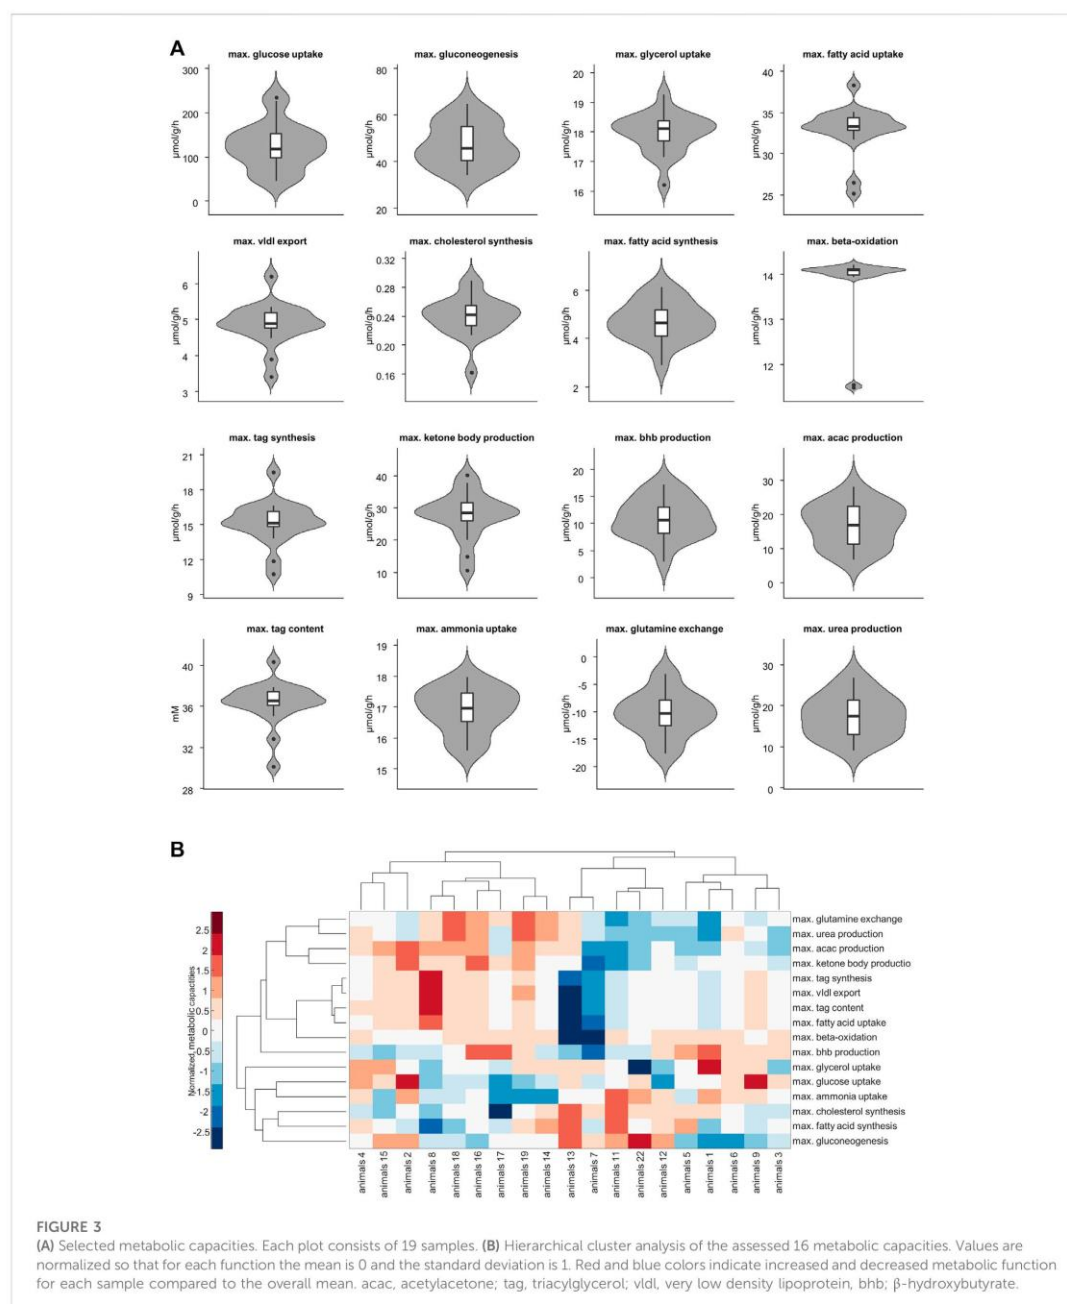 A
max. glucose uptake
max. gluconeogenesis
max. glycerol uptake
max. fatty acid uptake
300
200
100
0
µmol/g/h
80
60
40
20
µmol/g/h
20
19
18
17
16
µmol/g/h
40
35
30
25
µmol/g/h
max. vldl export
max. cholesterol synthesis
max. fatty acid synthesis
max. beta-oxidation
6
5
4
3
µmol/g/h
0.32
0.28
0.24
0.20
0.16
µmol/g/h
6
4
2
µmol/g/h
14
13
12
µmol/g/h
max. tag synthesis
max. ketone body production
max. bhb production
max. acac production
21
18
15
12
9
µmol/g/h
40
30
20
10
µmol/g/h
20
15
10
5
0
µmol/g/h
30
20
10
0
µmol/g/h
max. tag content
max. ammonia uptake
max. glutamine exchange
max. urea production
40
36
32
28
mM
19
18
17
16
15
µmol/g/h
0
-5
-10
-15
-20
µmol/g/h
30
20
10
0
µmol/g/h
B
2.5
2
1.5
1
0.5
0
-0.5
-1
-1.5
-2
-2.5
Normalized, metabolic capactities
max. glutamine exchange
max. urea production
max. acac production
max. ketone body productio
max. tag synthesis
max. vldl export
max. tag content
max. fatty acid uptake
max. beta-oxidation
max. bhb production
max. glycerol uptake
max. glucose uptake
max. ammonia uptake
max. cholesterol synthesis
max. fatty acid synthesis
max. gluconeogenesis
animals 4
animals 15
animals 2
animals 8
animals 18
animals 16
animals 17
animals 19
animals 14
animals 13
animals 7
animals 11
animals 22
animals 12
animals 5
animals 1
animals 6
animals 9
animals 3
FIGURE 3
(A) Selected metabolic capacities. Each plot consists of 19 samples. (B) Hierarchical cluster analysis of the assessed 16 metabolic capacities. Values are
normalized so that for each function the mean is 0 and the standard deviation is 1. Red and blue colors indicate increased and decreased metabolic function
for each sample compared to the overall mean. acac, acetylacetone; tag, triacylglycerol; vldl, very low density lipoprotein, bhb; β-hydroxybutyrate.